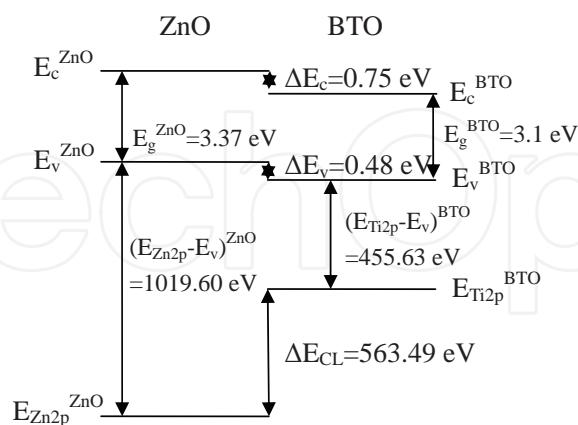 ZnO BTO
E_c^ZnO
ΔE_c=0.75 eV
E_c^BTO
E_g^ZnO=3.37 eV
E_g^BTO=3.1 eV
E_v^ZnO
ΔE_v=0.48 eV
E_v^BTO
(E_Zn2p-E_v)^ZnO
=1019.60 eV
(E_Ti2p-E_v)^BTO
=455.63 eV
E_Ti2p^BTO
ΔE_CL=563.49 eV
E_Zn2p^ZnO